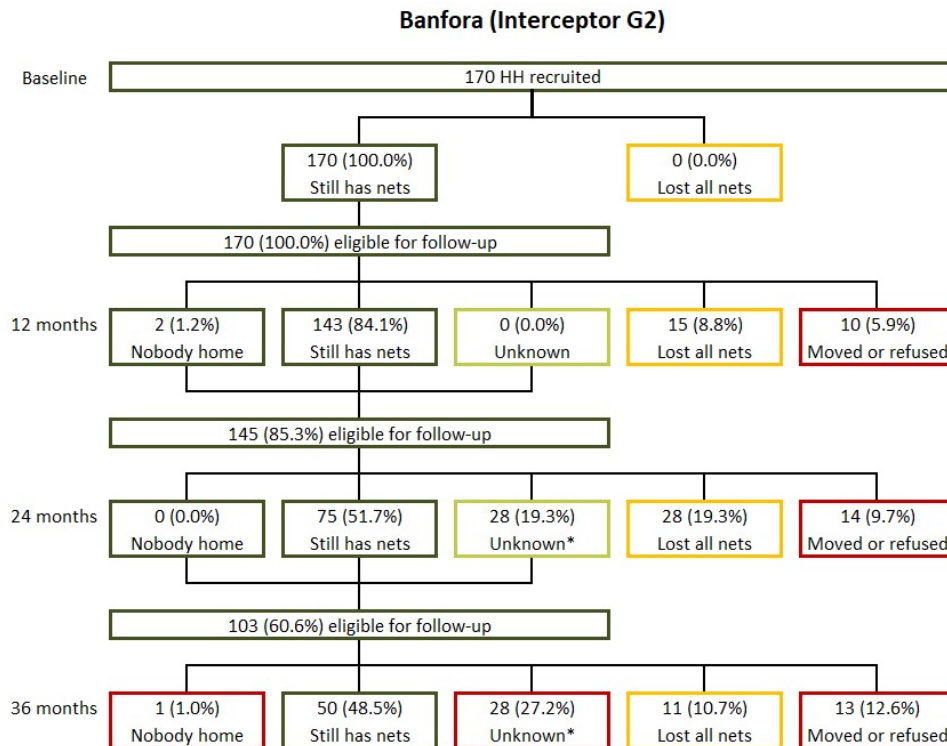 Banfora (Interceptor G2)
Baseline
170 HH recruited
170 (100.0%)
Still has nets
0 (0.0%)
Lost all nets
170 (100.0%) eligible for follow-up
12 months
2 (1.2%)
Nobody home
143 (84.1%)
Still has nets
0 (0.0%)
Unknown
15 (8.8%)
Lost all nets
10 (5.9%)
Moved or refused
145 (85.3%) eligible for follow-up
24 months
0 (0.0%)
Nobody home
75 (51.7%)
Still has nets
28 (19.3%)
Unknown*
28 (19.3%)
Lost all nets
14 (9.7%)
Moved or refused
103 (60.6%) eligible for follow-up
36 months
1 (1.0%)
Nobody home
50 (48.5%)
Still has nets
28 (27.2%)
Unknown*
11 (10.7%)
Lost all nets
13 (12.6%)
Moved or refused